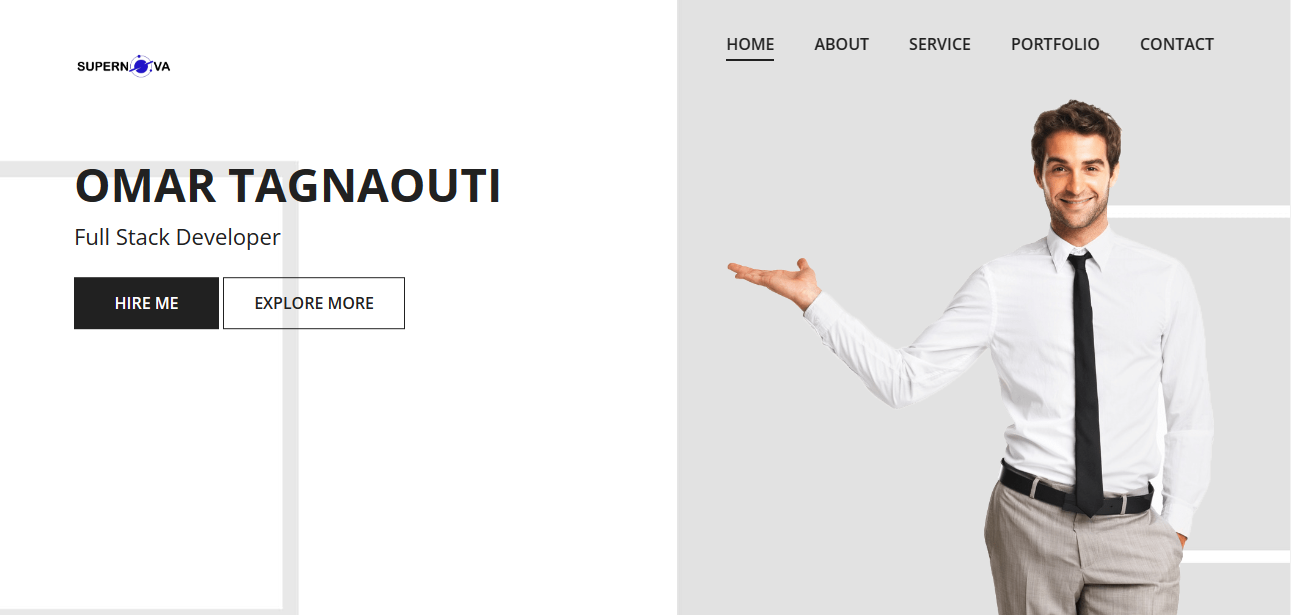 SUPERNOVA
HOME ABOUT SERVICE PORTFOLIO CONTACT
OMAR TAGNAOUTI
Full Stack Developer
HIRE ME EXPLORE MORE